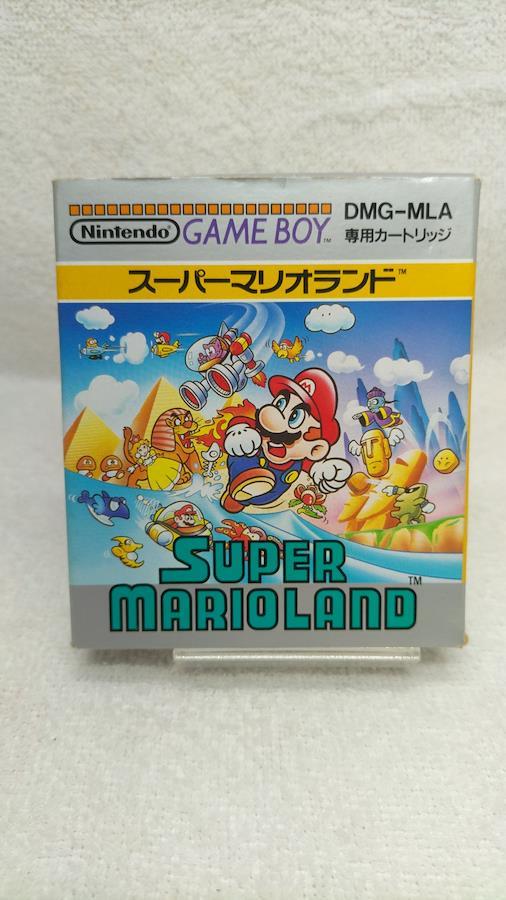 Nintendo GAME BOY™ DMG-MLA
専用カートリッジ
スーパーマリオランド™
SUPER
MARIOLAND™